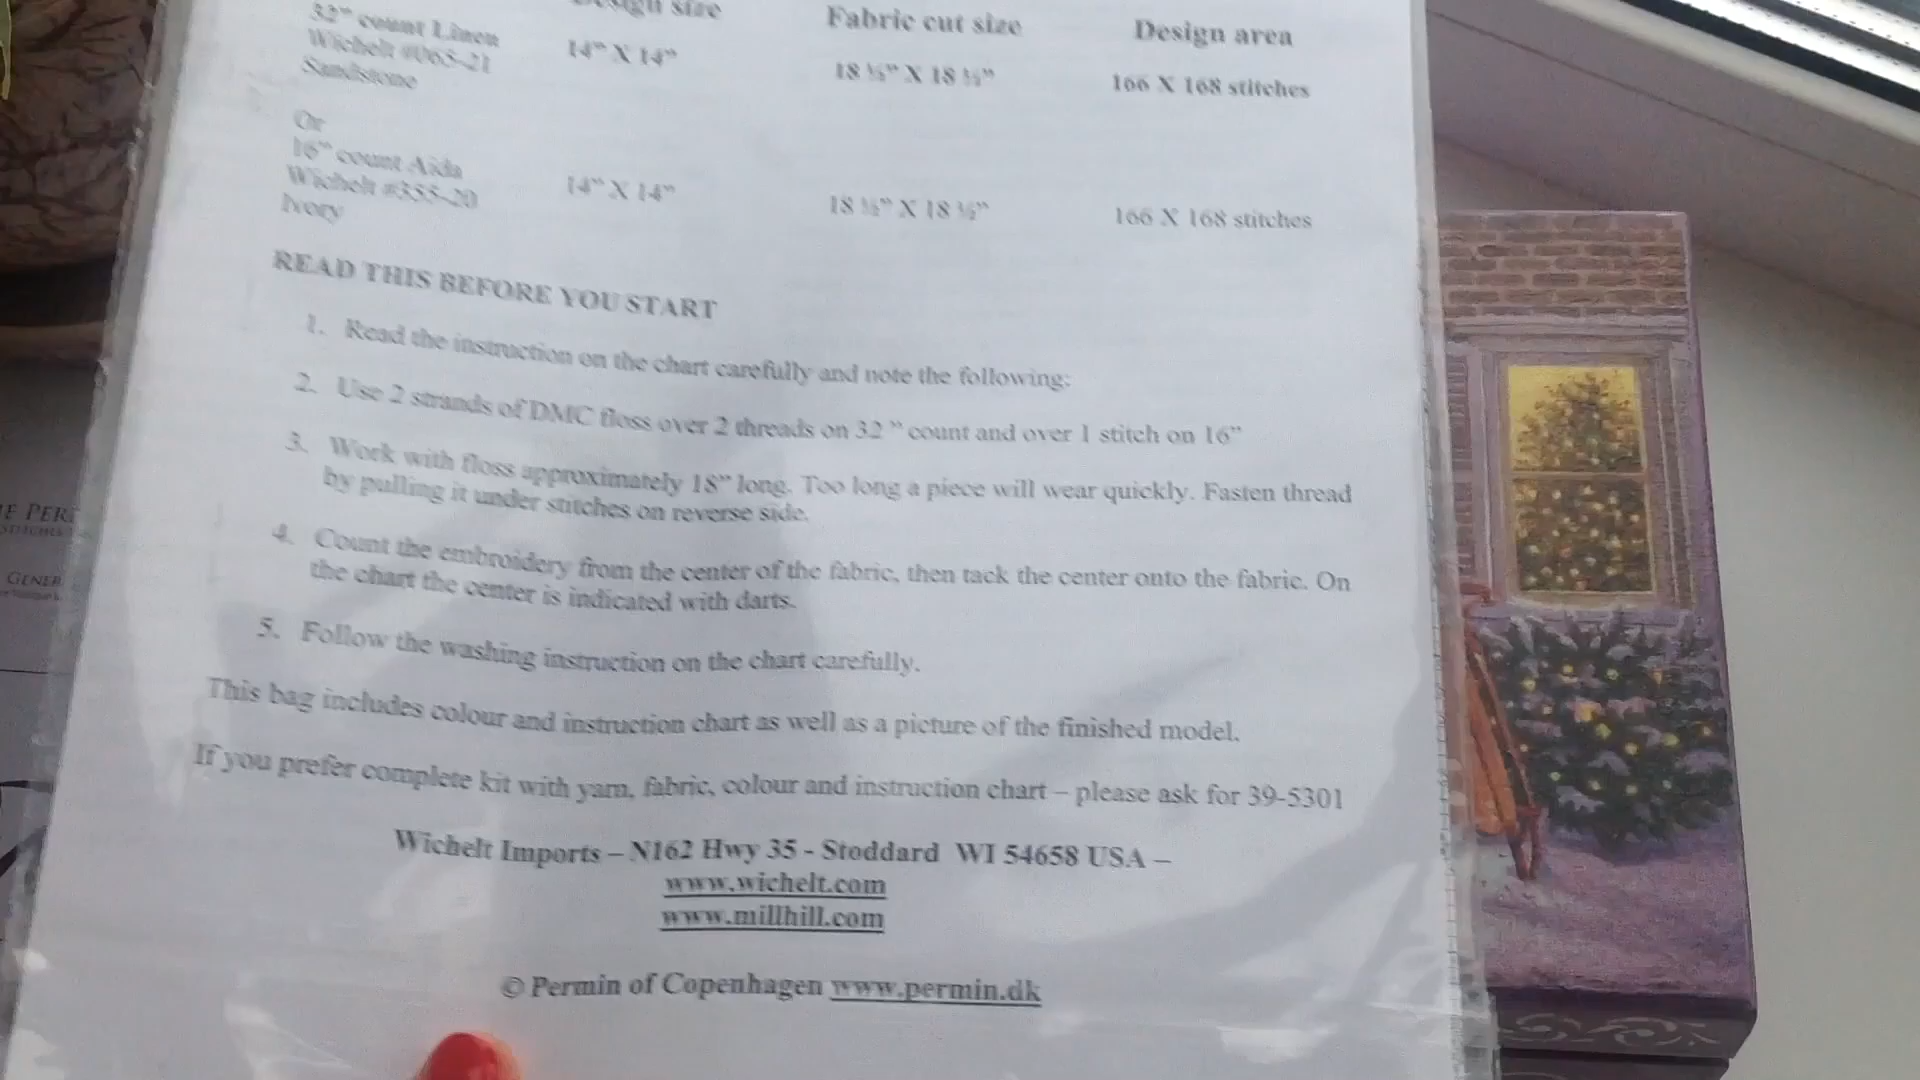 Design size Fabric cut size Design area
32” count Linen 14” X 14” 18 ½” X 18 ½” 166 X 168 stitches
Wichelt #065-21
Sandstone
Or
16” count Aida
Wichelt #355-20 14” X 14” 18 ½” X 18 ½” 166 X 168 stitches
Ivory
READ THIS BEFORE YOU START
1. Read the instruction on the chart carefully and note the following:
2. Use 2 strands of DMC floss over 2 threads on 32 ” count and over 1 stitch on 16”
3. Work with floss approximately 18” long. Too long a piece will wear quickly. Fasten thread
by pulling it under stitches on reverse side.
4. Count the embroidery from the center of the fabric, then tack the center onto the fabric. On
the chart the center is indicated with darts.
5. Follow the washing instruction on the chart carefully.
This bag includes colour and instruction chart as well as a picture of the finished model.
If you prefer complete kit with yarn, fabric, colour and instruction chart – please ask for 39-5301
Wichelt Imports – N162 Hwy 35 - Stoddard WI 54658 USA –
www.wichelt.com
www.millhill.com
© Permin of Copenhagen www.permin.dk